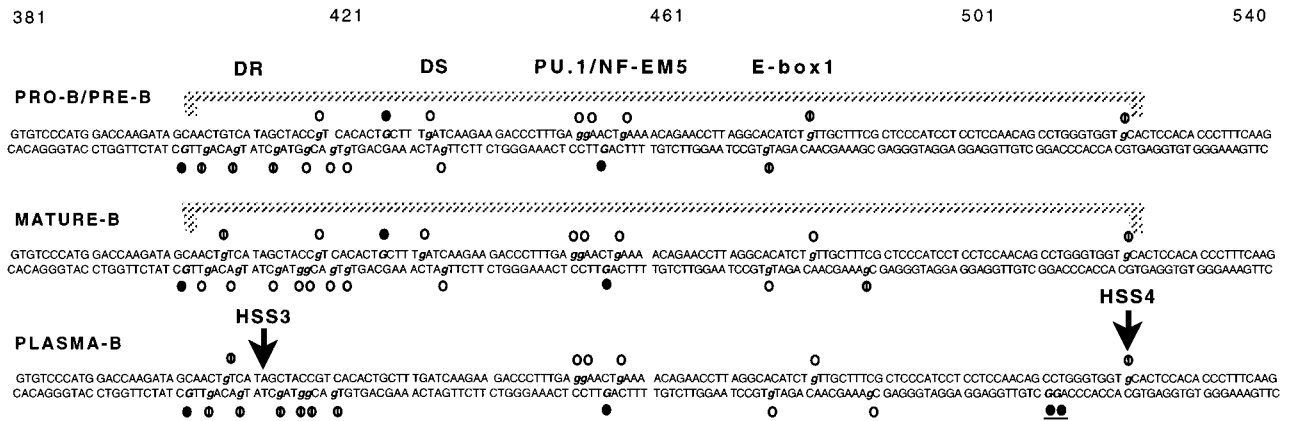 381 421 461 501 540
DR DS PU.1/NF-EM5 E-box1
PRO-B/PRE-B
GTGTCCCATG GACCAAGATA GCAACTGTCA TAGCTACCgT CACACTGCTT TgATCAAGAA GACCCTTTGA ggAACTgAAA ACAGAACCTT AGGCACATCT gTTGCTTTCG CTCCCATCCT CCTCCAACAG CCTGGGTGGT gCACTCCACA CCCTTTCAAG
CACAGGGTAC CTGGTTCTAT CGTTgACAgT ATCgATGgCA gTgTGACGAA ACTAgTTCTT CTGGGAAACT CCTTGACTTT TGTCTTGGAA TCCGTgTAGA CAACGAAAGC GAGGGTAGGA GGAGGTTGTC GGACCCACCA CGTGAGGTGT GGGAAAGTTC
MATURE-B
GTGTCCCATG GACCAAGATA GCAACTgTCA TAGCTACCgT CACACTGCTT TgATCAAGAA GACCCTTTGA ggAACTgAAA ACAGAACCTT AGGCACATCT gTTGCTTTCG CTCCCATCCT CCTCCAACAG CCTGGGTGGT gCACTCCACA CCCTTTCAAG
CACAGGGTAC CTGGTTCTAT CGTTgACAgT ATCgATggCA gTgTGACGAA ACTAgTTCTT CTGGGAAACT CCTTGACTTT TGTCTTGGAA TCCGTgTAGA CAACGAAAgC GAGGGTAGGA GGAGGTTGTC GGACCCACCA CGTGAGGTGT GGGAAAGTTC
HSS3 HSS4
PLASMA-B
GTGTCCCATG GACCAAGATA GCAACTgTCA TAGCTACCGT CACACTGCTT TGATCAAGAA GACCCTTTGA ggAACTgAAA ACAGAACCTT AGGCACATCT gTTGCTTTCG CTCCCATCCT CCTCCAACAG CCTGGGTGGT gCACTCCACA CCCTTTCAAG
CACAGGGTAC CTGGTTCTAT CGTTgACAgT ATCgATggCA gTGTGACGAA ACTAGTTCTT CTGGGAAACT CCTTGACTTT TGTCTTGGAA TCCGTgTAGA CAACGAAAgC GAGGGTAGGA GGAGGTTGTC GGACCCACCA CGTGAGGTGT GGGAAAGTTC